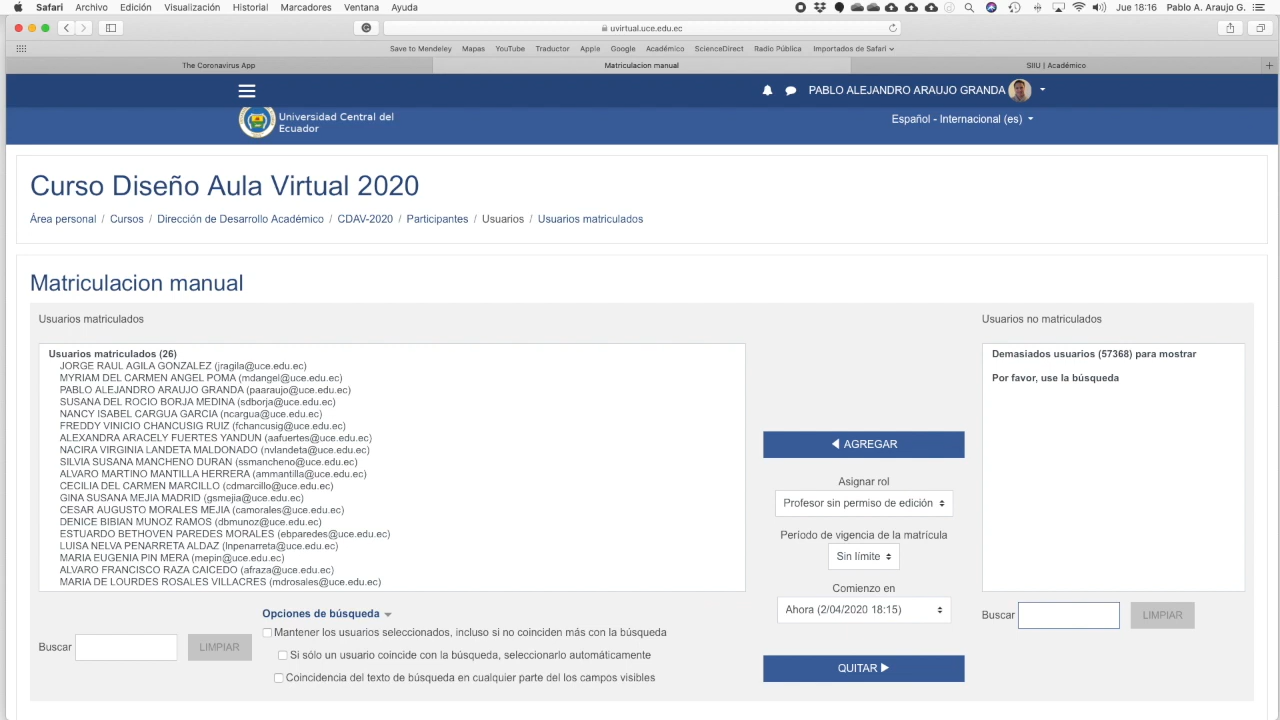 Safari Archivo Edición Visualización Historial Marcadores Ventana Ayuda Jue 18:16 Pablo A. Araujo G.
uvirtual.uce.edu.ec
Save to Mendeley Mapas YouTube Traductor Apple Google Académico ScienceDirect Radio Pública Importados de Safari
The Coronavirus App Matriculacion manual SIIU | Académico
PABLO ALEJANDRO ARAUJO GRANDA
Universidad Central del
Ecuador
Español - Internacional (es)
Curso Diseño Aula Virtual 2020
Área personal / Cursos / Dirección de Desarrollo Académico / CDAV-2020 / Participantes / Usuarios / Usuarios matriculados
Matriculacion manual
Usuarios matriculados
Usuarios matriculados (26)
JORGE RAUL AGILA GONZALEZ (jragila@uce.edu.ec)
MYRIAM DEL CARMEN ANGEL POMA (mdangel@uce.edu.ec)
PABLO ALEJANDRO ARAUJO GRANDA (paaraujo@uce.edu.ec)
SUSANA DEL ROCIO BORJA MEDINA (sdborja@uce.edu.ec)
NANCY ISABEL CARGUA GARCIA (ncargua@uce.edu.ec)
FREDDY VINICIO CHANCUSIG RUIZ (fchancusig@uce.edu.ec)
ALEXANDRA ARACELY FUERTES YANDUN (aafuertes@uce.edu.ec)
NACIRA VIRGINIA LANDETA MALDONADO (nvlandeta@uce.edu.ec)
SILVIA SUSANA MANCHENO DURAN (ssmancheno@uce.edu.ec)
ALVARO MARTINO MANTILLA HERRERA (ammantilla@uce.edu.ec)
CECILIA DEL CARMEN MARCILLO (cdmarcillo@uce.edu.ec)
GINA SUSANA MEJIA MADRID (gsmejia@uce.edu.ec)
CESAR AUGUSTO MORALES MEJIA (camorales@uce.edu.ec)
DENICE BIBIAN MUNOZ RAMOS (dbmunoz@uce.edu.ec)
ESTUARDO BETHOVEN PAREDES MORALES (ebparedes@uce.edu.ec)
LUISA NELVA PENARRETA ALDAZ (lnpenarreta@uce.edu.ec)
MARIA EUGENIA PIN MERA (mepin@uce.edu.ec)
ALVARO FRANCISCO RAZA CAICEDO (afraza@uce.edu.ec)
MARIA DE LOURDES ROSALES VILLACRES (mdrosales@uce.edu.ec)
Opciones de búsqueda
Mantener los usuarios seleccionados, incluso si no coinciden más con la búsqueda
Buscar LIMPIAR
Si sólo un usuario coincide con la búsqueda, seleccionarlo automáticamente
Coincidencia del texto de búsqueda en cualquier parte del los campos visibles
AGREGAR
Asignar rol
Profesor sin permiso de edición
Período de vigencia de la matrícula
Sin límite
Comienzo en
Ahora (2/04/2020 18:15)
QUITAR
Usuarios no matriculados
Demasiados usuarios (57368) para mostrar
Por favor, use la búsqueda
Buscar LIMPIAR